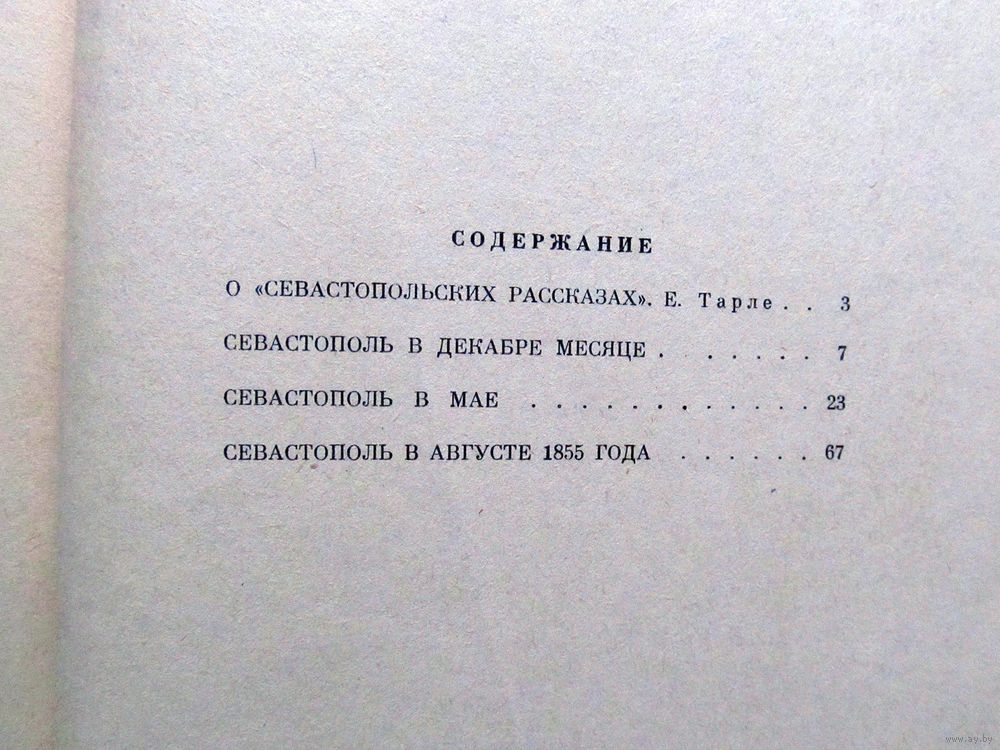 СОДЕРЖАНИЕ
О «СЕВАСТОПОЛЬСКИХ РАССКАЗАХ». Е. Тарле . . 3
СЕВАСТОПОЛЬ В ДЕКАБРЕ МЕСЯЦЕ . . . . . . 7
СЕВАСТОПОЛЬ В МАЕ . . . . . . . . . . . . 23
СЕВАСТОПОЛЬ В АВГУСТЕ 1855 ГОДА . . . . . . 67
www.ay.by